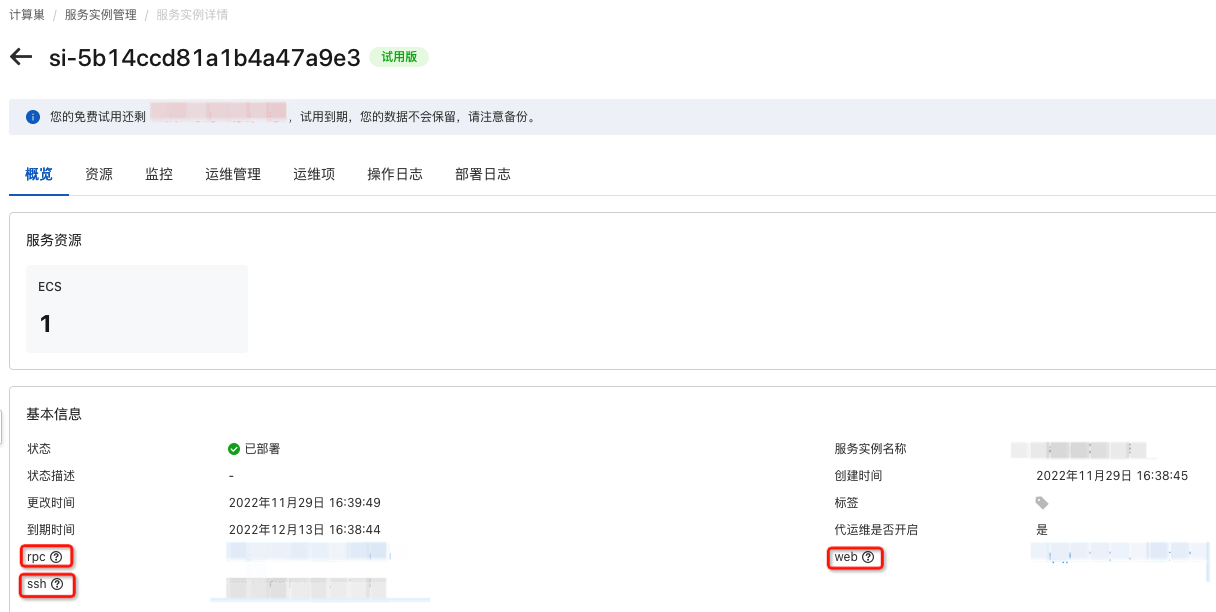 计算巢 / 服务实例管理 / 服务实例详情
si-5b14ccd81a1b4a47a9e3 试用版
您的免费试用还剩 ，试用到期，您的数据不会保留，请注意备份。
概览 资源 监控 运维管理 运维项 操作日志 部署日志
服务资源
ECS
1
基本信息
状态 已部署 服务实例名称
状态描述 - 创建时间 2022年11月29日 16:38:45
更改时间 2022年11月29日 16:39:49 标签
到期时间 2022年12月13日 16:38:44 代运维是否开启 是
rpc web
ssh